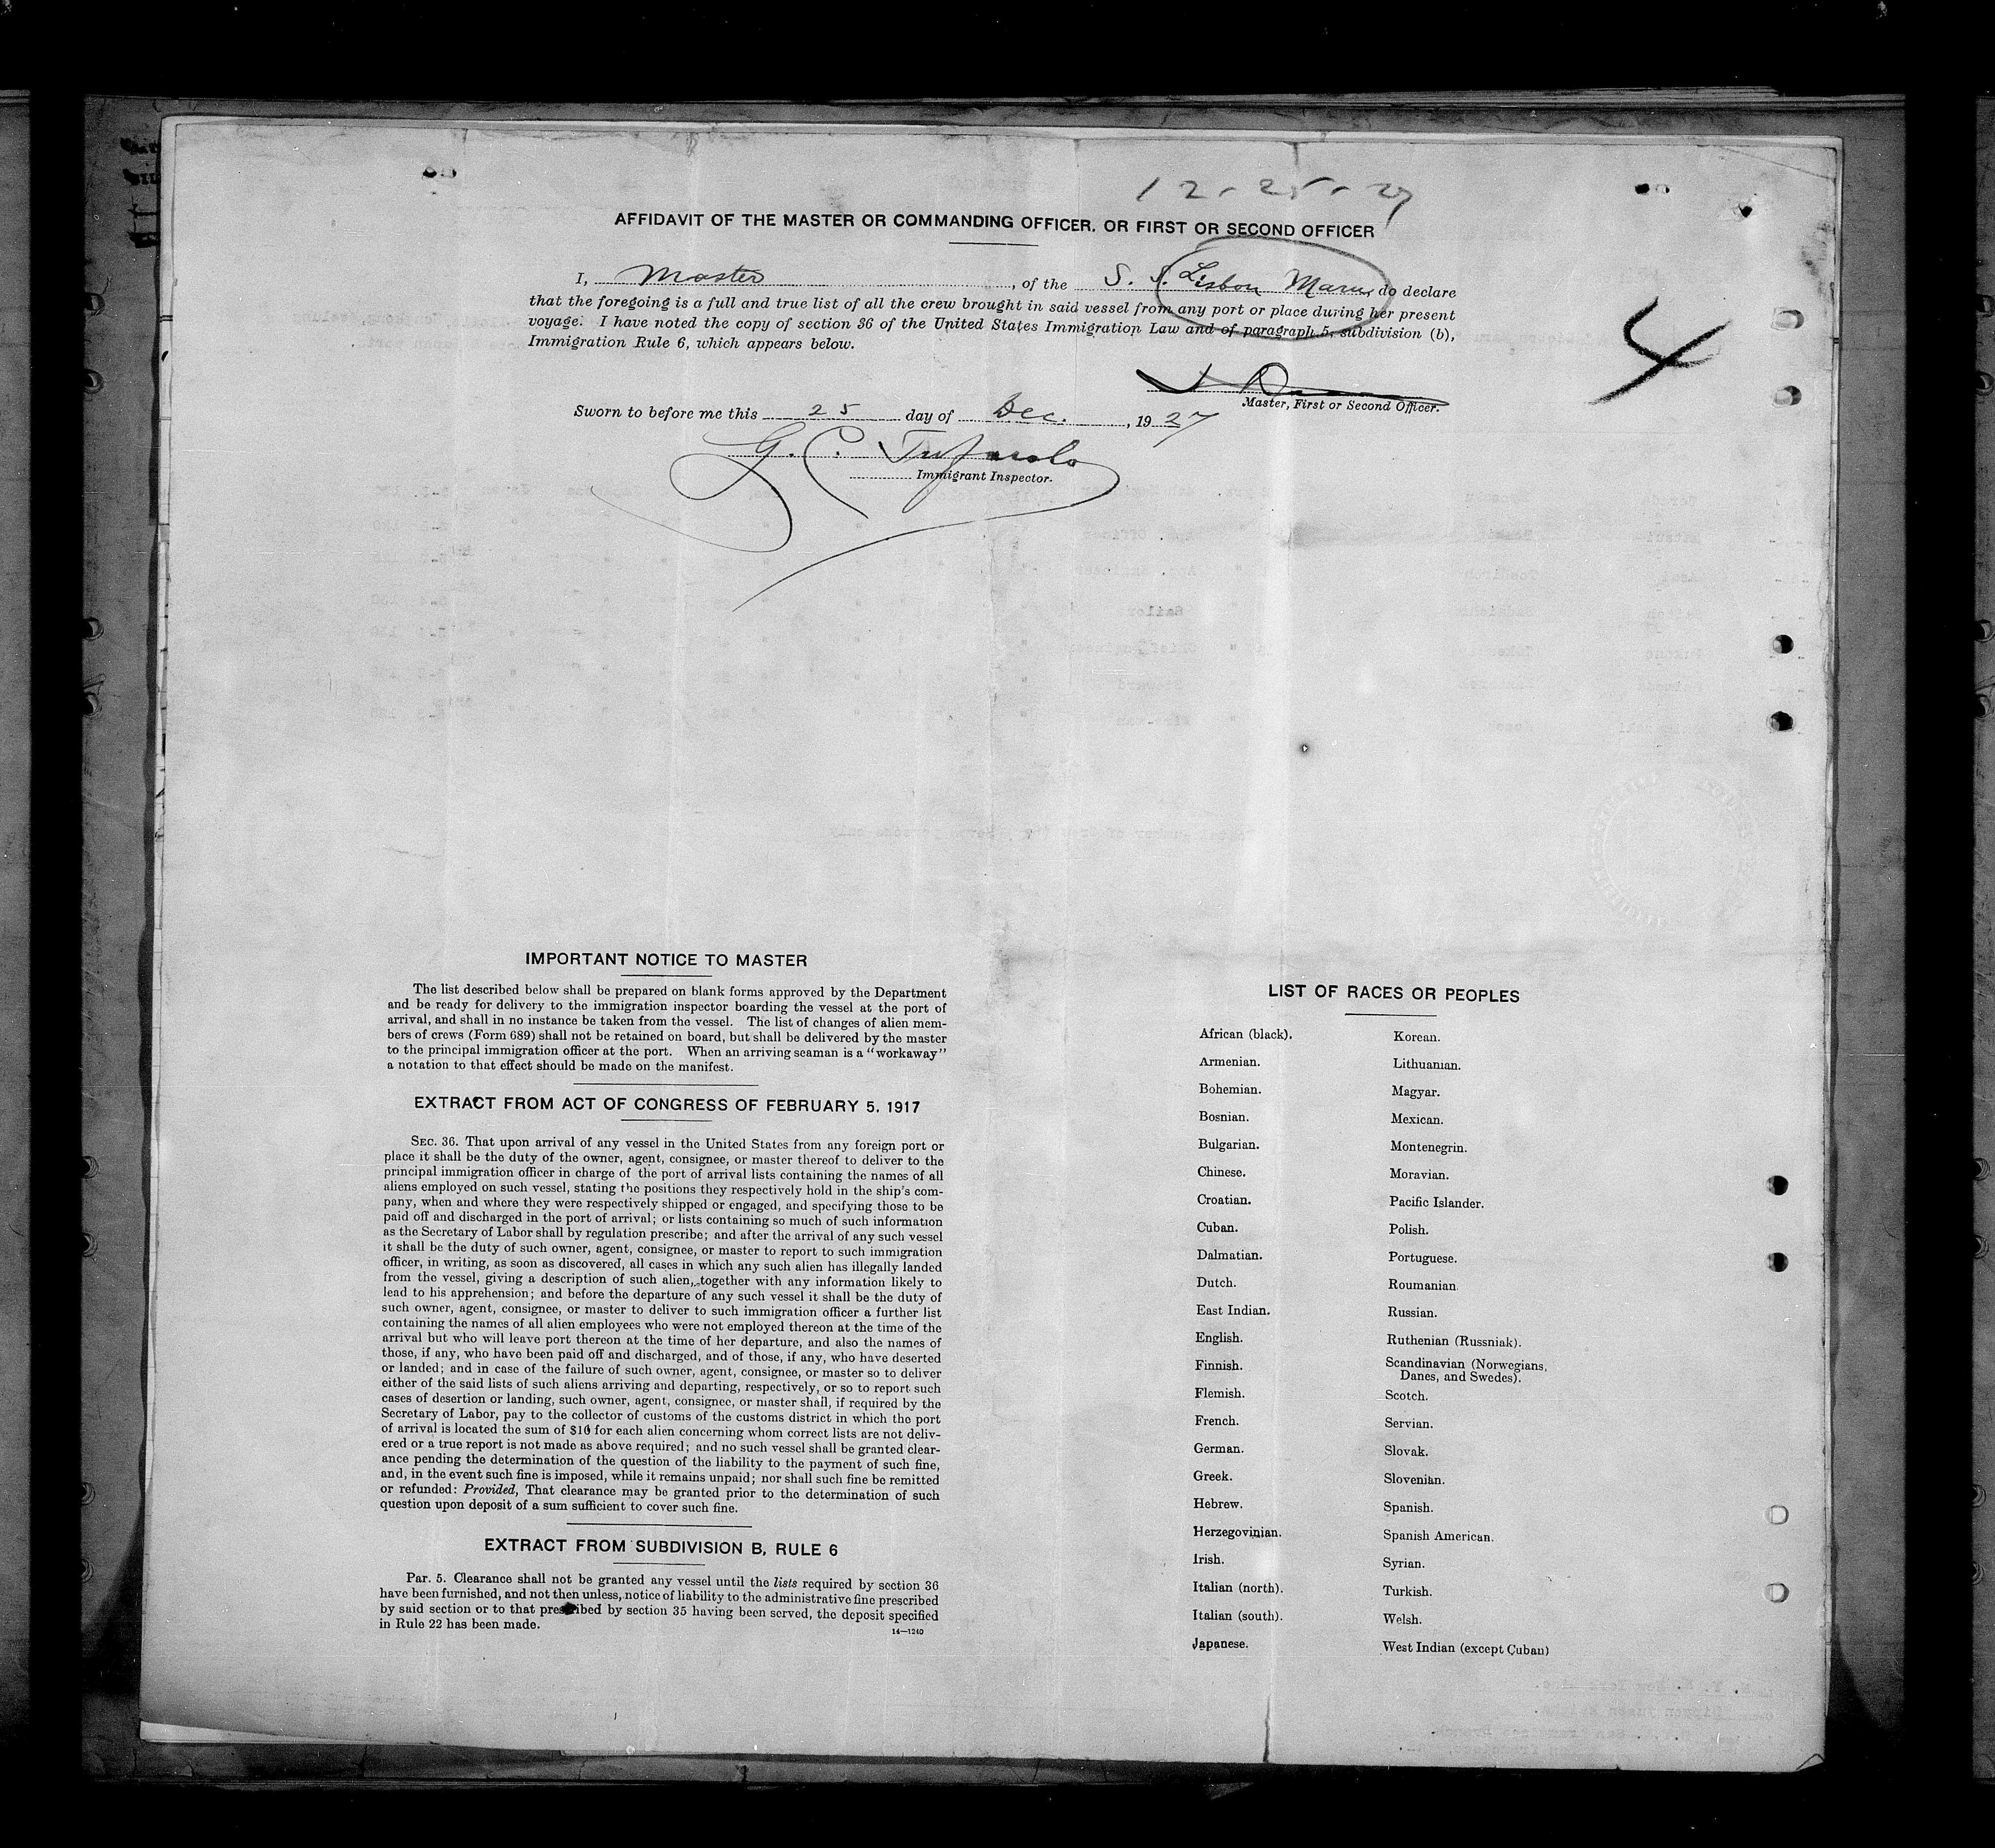 12-25-27
AFFIDAVIT OF THE MASTER OR COMMANDING OFFICER, OR FIRST OR SECOND OFFICER
I, Master, of the S. S. Lisbon Maru, do declare
that the foregoing is a full and true list of all the crew brought in said vessel from any port or place during her present
voyage. I have noted the copy of section 36 of the United States Immigration Law and of paragraph 5, subdivision (b),
Immigration Rule 6, which appears below.
4
Master, First or Second Officer.
Sworn to before me this 25 day of Dec., 1927
G. C.
Immigrant Inspector.
IMPORTANT NOTICE TO MASTER
The list described below shall be prepared on blank forms approved by the Department
and be ready for delivery to the immigration inspector boarding the vessel at the port of
arrival, and shall in no instance be taken from the vessel. The list of changes of alien mem-
bers of crews (Form 689) shall not be retained on board, but shall be delivered by the master
to the principal immigration officer at the port. When an arriving seaman is a "workaway"
a notation to that effect should be made on the manifest.
EXTRACT FROM ACT OF CONGRESS OF FEBRUARY 5, 1917
SEC. 36. That upon arrival of any vessel in the United States from any foreign port or
place it shall be the duty of the owner, agent, consignee, or master thereof to deliver to the
principal immigration officer in charge of the port of arrival lists containing the names of all
aliens employed on such vessel, stating the positions they respectively hold in the ship's com-
pany, when and where they were respectively shipped or engaged, and specifying those to be
paid off and discharged in the port of arrival; or lists containing so much of such information
as the Secretary of Labor shall by regulation prescribe; and after the arrival of any such vessel
it shall be the duty of such owner, agent, consignee, or master to report to such immigration
officer, in writing, as soon as discovered, all cases in which any such alien has illegally landed
from the vessel, giving a description of such alien, together with any information likely to
lead to his apprehension; and before the departure of any such vessel it shall be the duty of
such owner, agent, consignee, or master to deliver to such immigration officer a further list
containing the names of all alien employees who were not employed thereon at the time of the
arrival but who will leave port thereon at the time of her departure, and also the names of
those, if any, who have been paid off and discharged, and of those, if any, who have deserted
or landed; and in case of the failure of such owner, agent, consignee, or master so to deliver
either of the said lists of such aliens arriving and departing, respectively, or so to report such
cases of desertion or landing, such owner, agent, consignee, or master shall, if required by the
Secretary of Labor, pay to the collector of customs of the customs district in which the port
of arrival is located the sum of $10 for each alien concerning whom correct lists are not deliv-
ered or a true report is not made as above required; and no such vessel shall be granted clear-
ance pending the determination of the question of the liability to the payment of such fine,
and, in the event such fine is imposed, while it remains unpaid; nor shall such fine be remitted
or refunded: Provided, That clearance may be granted prior to the determination of such
question upon deposit of a sum sufficient to cover such fine.
EXTRACT FROM SUBDIVISION B, RULE 6
Par. 5. Clearance shall not be granted any vessel until the lists required by section 36
have been furnished, and not then unless, notice of liability to the administrative fine prescribed
by said section or to that prescribed by section 35 having been served, the deposit specified
in Rule 22 has been made.
14—1240
LIST OF RACES OR PEOPLES
African (black).
Armenian.
Bohemian.
Bosnian.
Bulgarian.
Chinese.
Croatian.
Cuban.
Dalmatian.
Dutch.
East Indian.
English.
Finnish.
Flemish.
French.
German.
Greek.
Hebrew.
Herzegovinian.
Irish.
Italian (north).
Italian (south).
Japanese.
Korean.
Lithuanian.
Magyar.
Mexican.
Montenegrin.
Moravian.
Pacific Islander.
Polish.
Portuguese.
Roumanian.
Russian.
Ruthenian (Russniak).
Scandinavian (Norwegians,
Danes, and Swedes).
Scotch.
Servian.
Slovak.
Slovenian.
Spanish.
Spanish American.
Syrian.
Turkish.
Welsh.
West Indian (except Cuban)